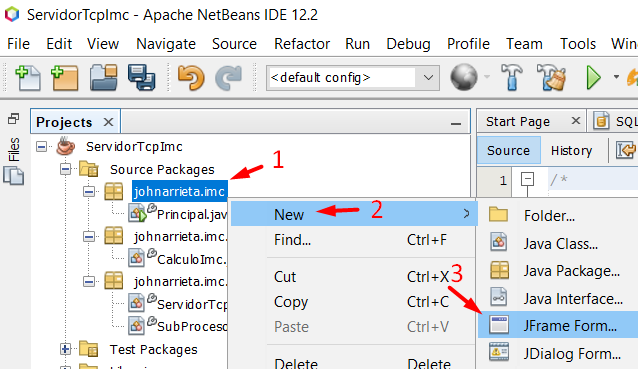 ServidorTcpImc - Apache NetBeans IDE 12.2
File Edit View Navigate Source Refactor Run Debug Profile Team Tools Win
<default config>
Files
Projects
Start Page
SQL
ServidorTcpImc
Source History
Source Packages
1
/*
1
johnarrieta.imc
Principal.jav
New
2
Folder...
johnarrieta.imc.
Find... Ctrl+F
Java Class...
CalculoImc.
johnarrieta.imc.
Cut Ctrl+X
3
Java Package...
ServidorTcp
Copy Ctrl+C
Java Interface...
SubProceso
Paste Ctrl+V
JFrame Form...
Test Packages
Delete Delete
JDialog Form...